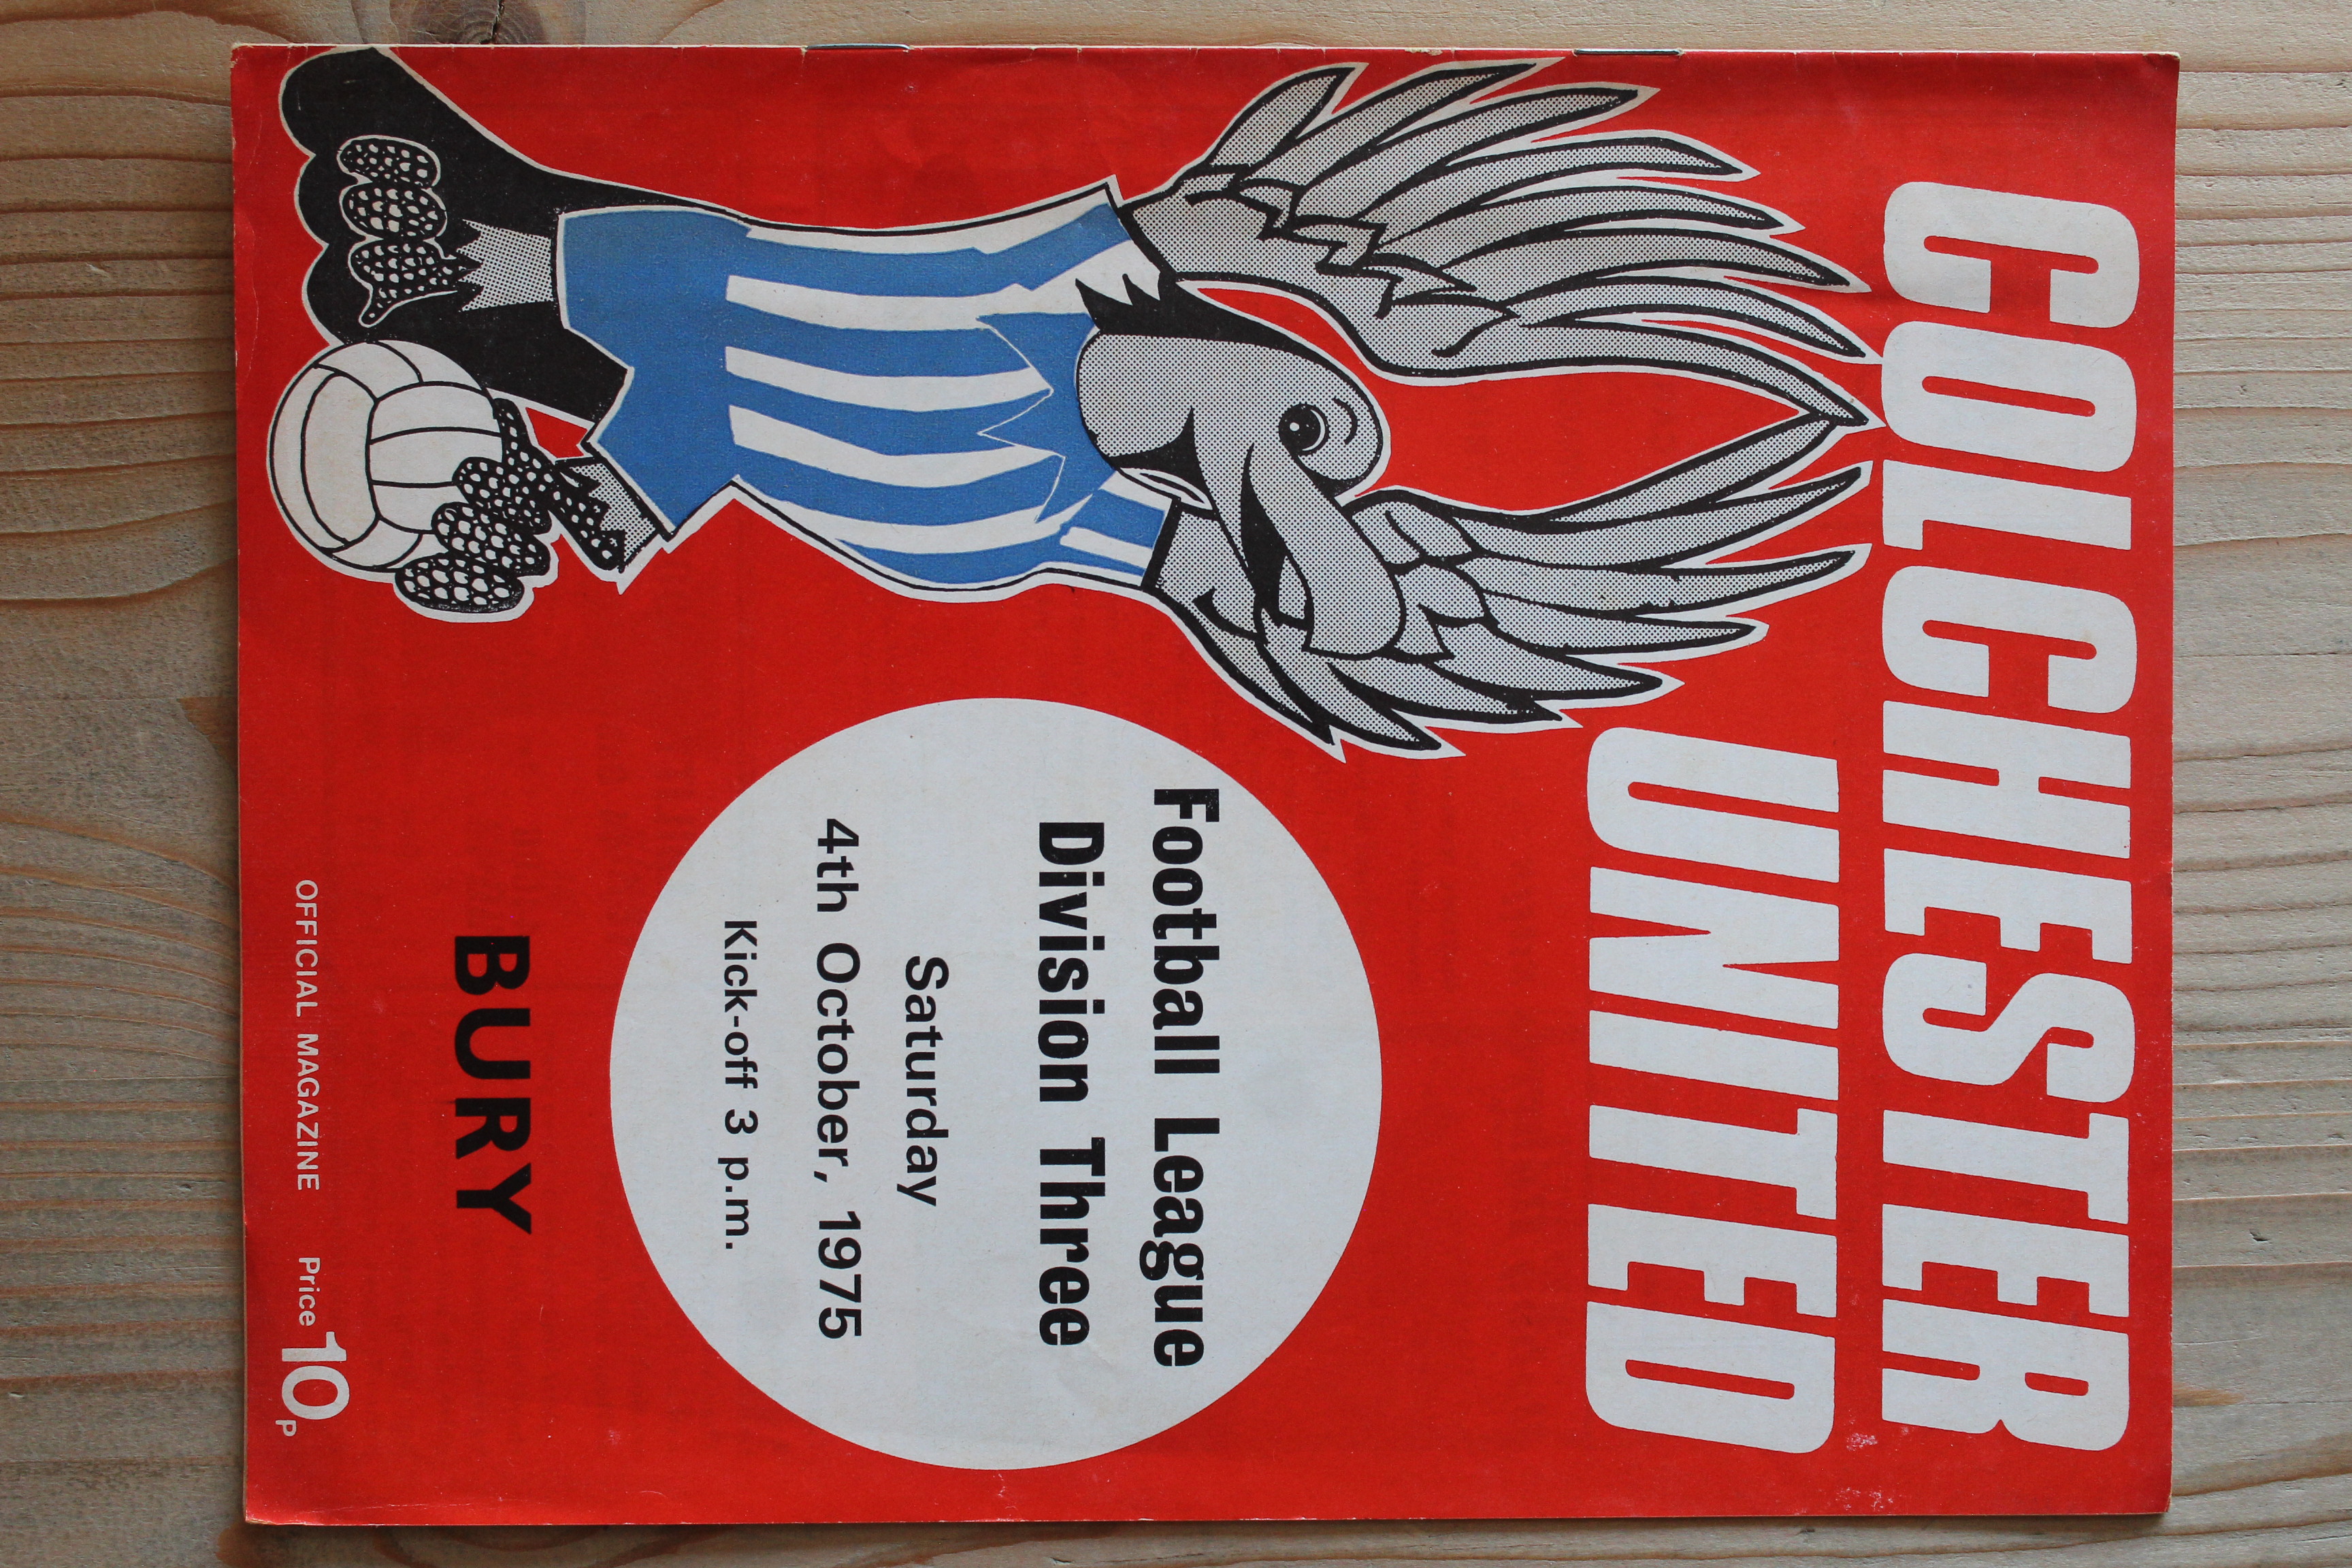 COLCHESTER
UNITED
Football League
Division Three
Saturday
4th October, 1975
Kick-off 3 p.m.
BURY
OFFICIAL MAGAZINE Price 10p